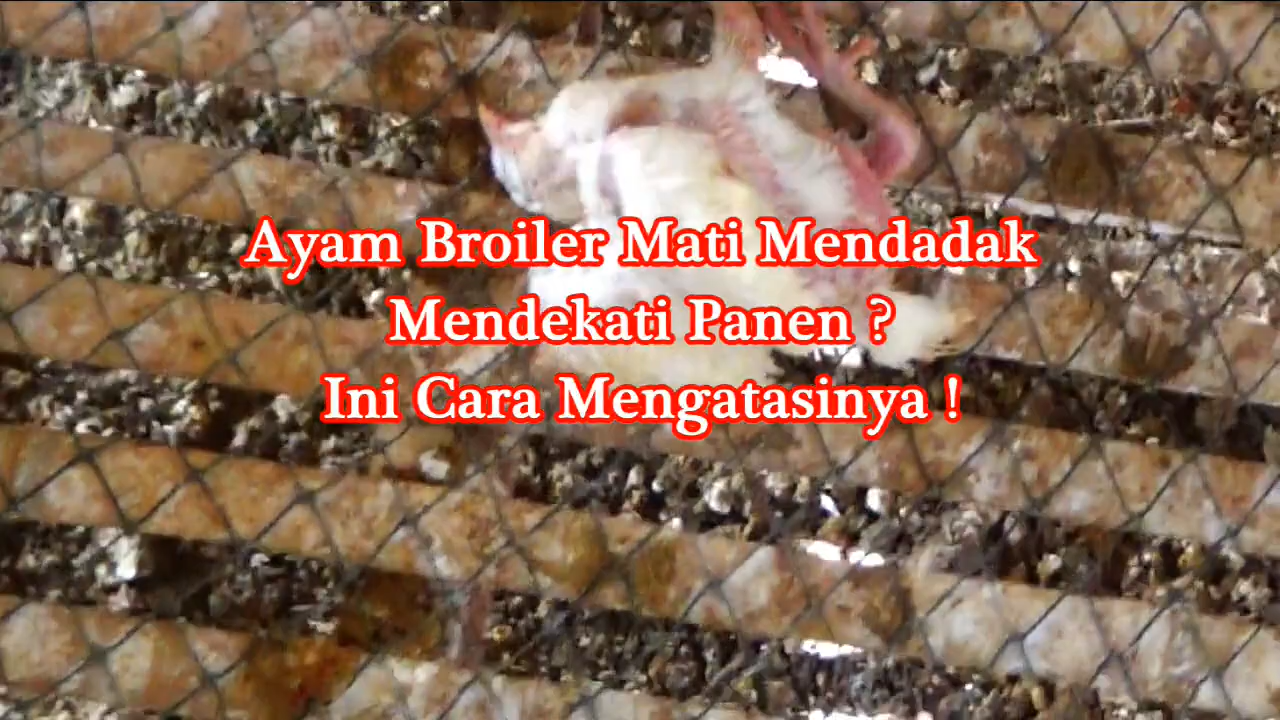 Ayam Broiler Mati Mendadak
Mendekati Panen ?
Ini Cara Mengatasinya !